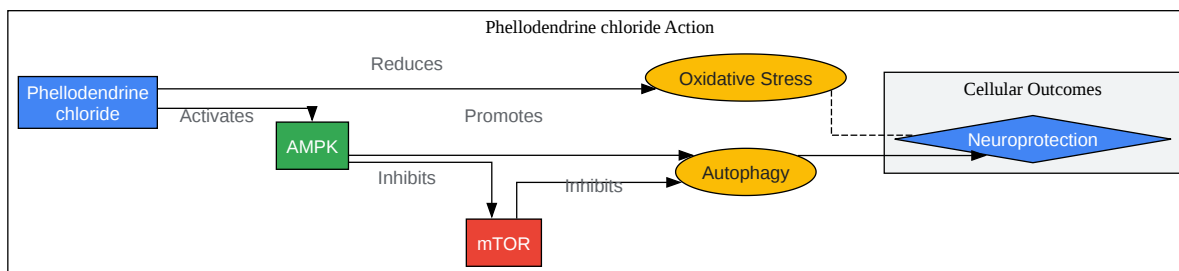 Phellodendrine chloride Action
Reduces
Oxidative Stress
Phellodendrine
chloride
Cellular Outcomes
Activates
Promotes
AMPK
Neuroprotection
Inhibits
Autophagy
Inhibits
mTOR